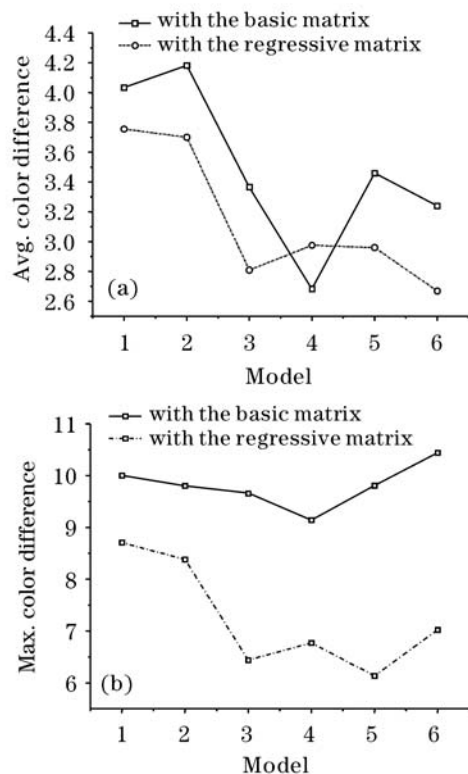 with the basic matrix
with the regressive matrix
4.4
4.2
4.0
3.8
3.6
3.4
3.2
3.0
2.8
2.6
Avg. color difference
(a)
1 2 3 4 5 6
Model
with the basic matrix
with the regressive matrix
11
10
9
8
7
6
Max. color difference
(b)
1 2 3 4 5 6
Model